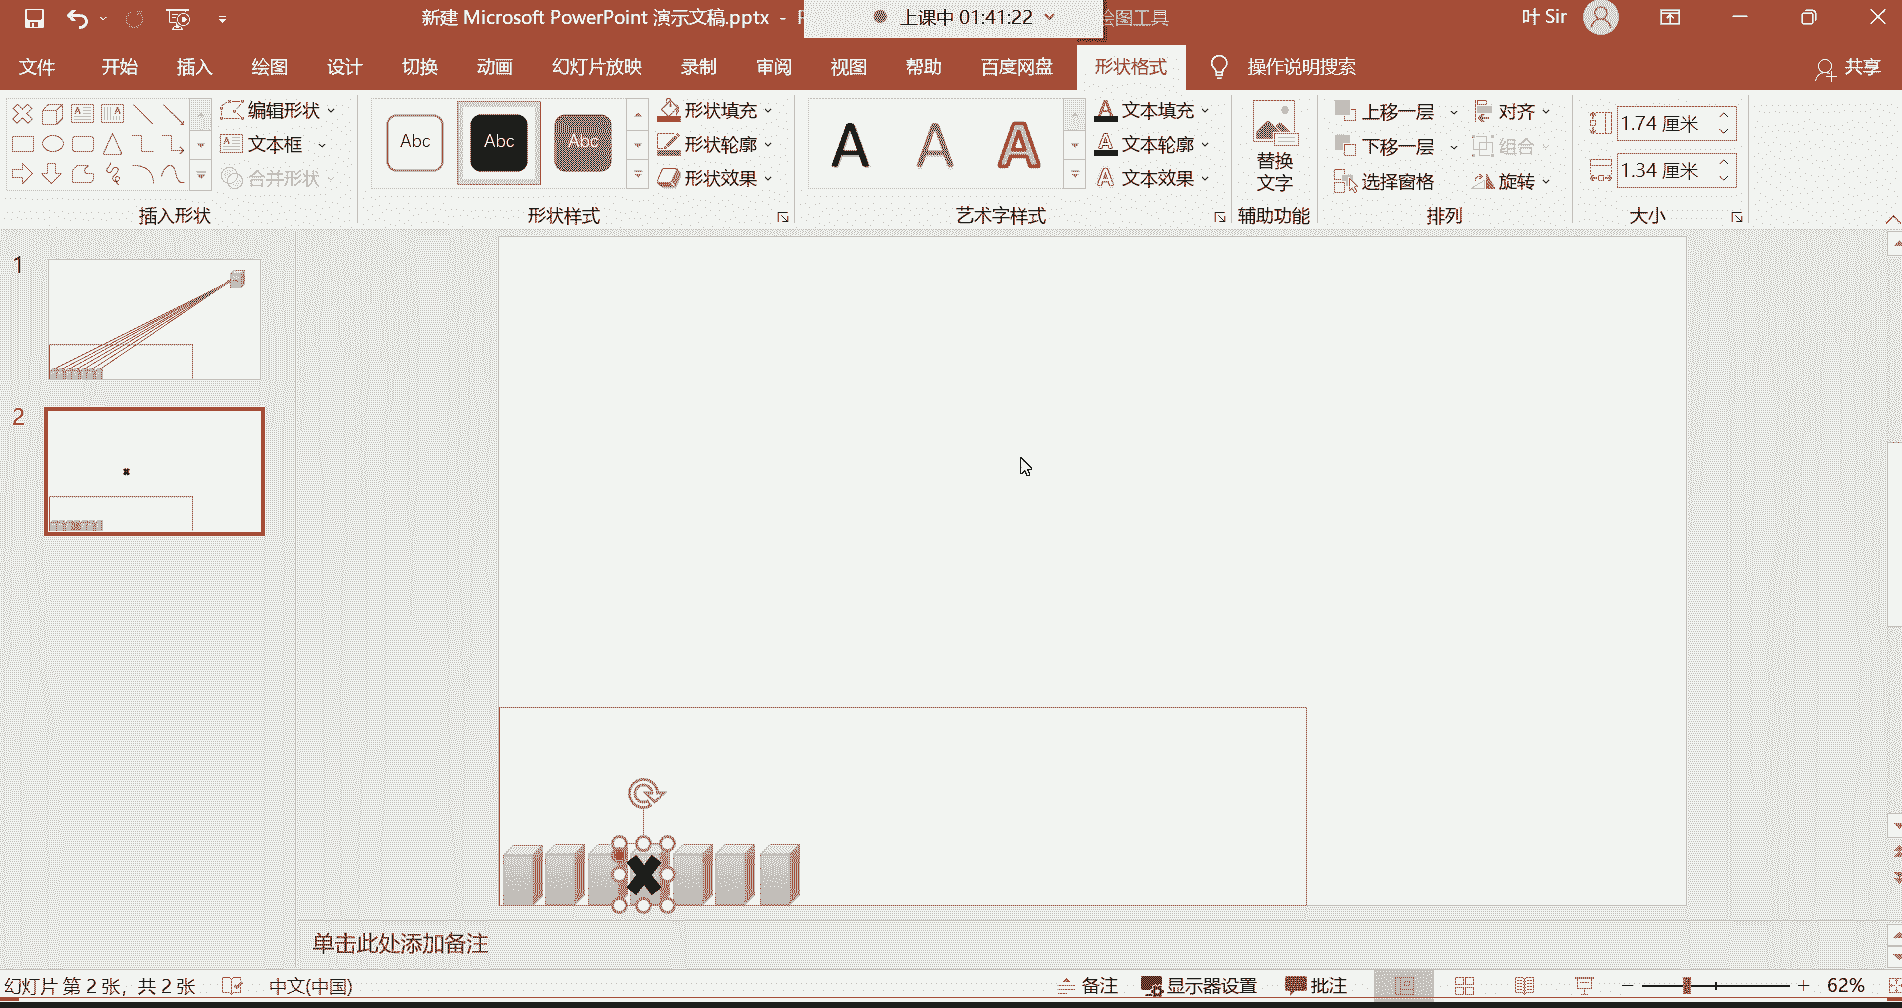 新建 Microsoft PowerPoint 演示文稿.pptx - P
上课中 01:41:22
绘图工具
叶 Sir
文件 开始 插入 绘图 设计 切换 动画 幻灯片放映 录制 审阅 视图 帮助 百度网盘 形状格式 操作说明搜索 共享
编辑形状
文本框
合并形状
插入形状
Abc Abc Abc
形状填充
形状轮廓
形状效果
形状样式
A A A
文本填充
文本轮廓
文本效果
艺术字样式
替换
文字
辅助功能
上移一层
下移一层
选择窗格
对齐
组合
旋转
排列
1.74 厘米
1.34 厘米
大小
1
2
单击此处添加备注
幻灯片 第 2 张，共 2 张 中文(中国) 备注 显示器设置 批注 62%